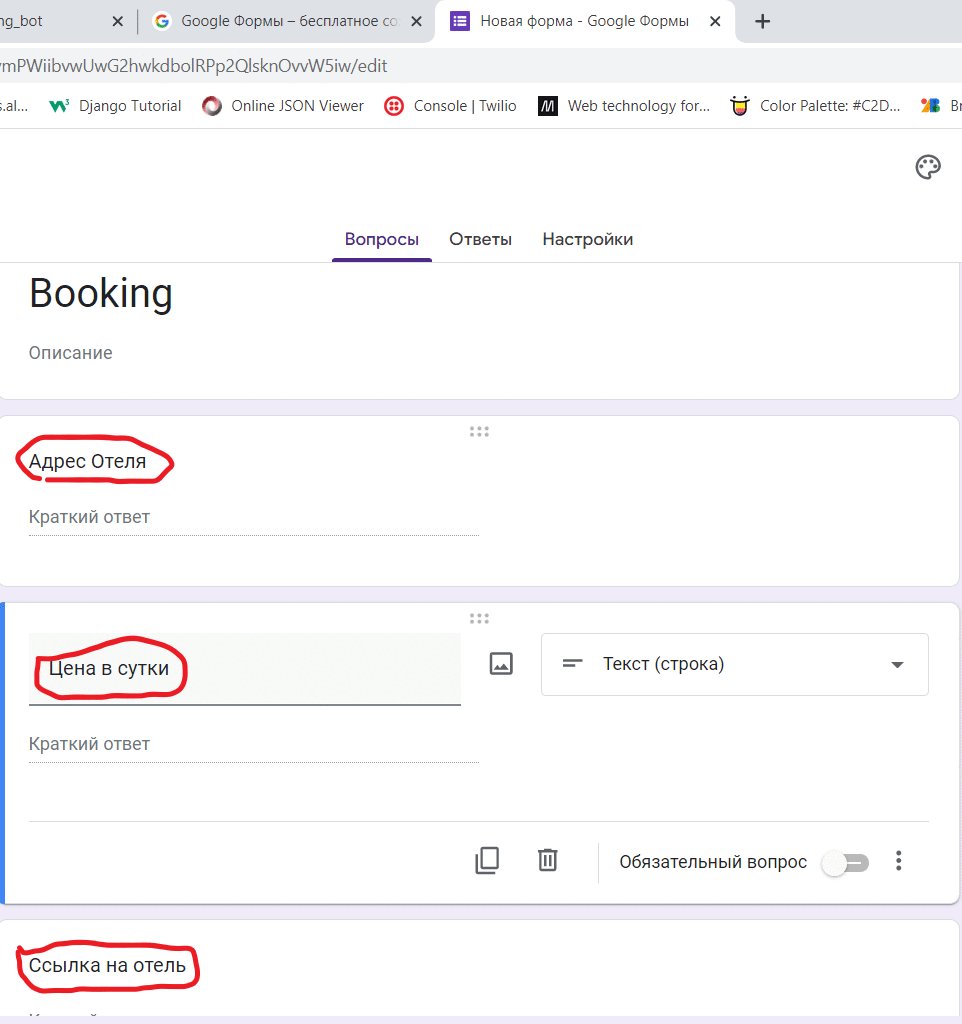 ng_bot
Google Формы – бесплатное со
Новая форма - Google Формы
mPWiibvwUwG2hwkdbolRPp2QlsknOvvW5iw/edit
s.al...
Django Tutorial
Online JSON Viewer
Console | Twilio
Web technology for...
Color Palette: #C2D...
Br
Вопросы
Ответы
Настройки
Booking
Описание
Адрес Отеля
Краткий ответ
Цена в сутки
Текст (строка)
Краткий ответ
Обязательный вопрос
Ссылка на отель